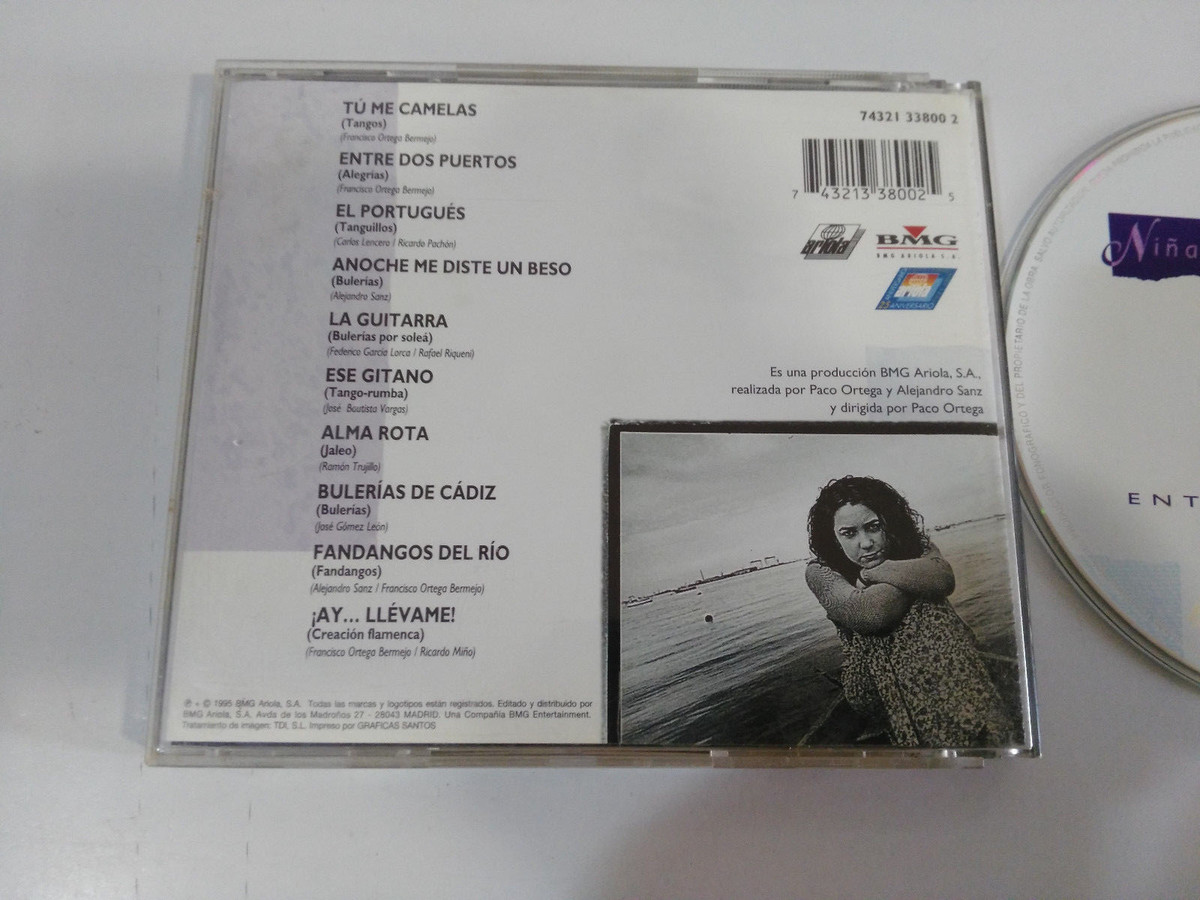 TÚ ME CAMELAS
(Tangos)
(Francisco Ortega Bermejo)
ENTRE DOS PUERTOS
(Alegrías)
(Francisco Ortega Bermejo)
EL PORTUGUÉS
(Tanguillos)
(Carlos Lencero / Ricardo Pachón)
ANOCHE ME DISTE UN BESO
(Bulerías)
(Alejandro Sanz)
LA GUITARRA
(Bulerías por soleá)
(Federico García Lorca / Rafael Riqueni)
ESE GITANO
(Tango-rumba)
(José Bautista Vargas)
ALMA ROTA
(Jaleo)
(Ramón Trujillo)
BULERÍAS DE CÁDIZ
(Bulerías)
(José Gómez León)
FANDANGOS DEL RÍO
(Fandangos)
(Alejandro Sanz / Francisco Ortega Bermejo)
¡AY... LLÉVAME!
(Creación flamenca)
(Francisco Ortega Bermejo / Ricardo Miño)
℗ + © 1995 BMG Ariola, S.A. Todas las marcas y logotipos están registrados. Editado y distribuido por
BMG Ariola, S.A. Avda de los Madroños 27 - 28043 MADRID. Una Compañía BMG Entertainment.
Tratamiento de imagen: TDI, S.L. Impreso por GRAFICAS SANTOS
74321 33800 2
7 43213 38002 5
ariola
BMG
BMG ARIOLA S.A.
ANIVERSARIO
Es una producción BMG Ariola, S.A.,
realizada por Paco Ortega y Alejandro Sanz
y dirigida por Paco Ortega
Niña
ENT